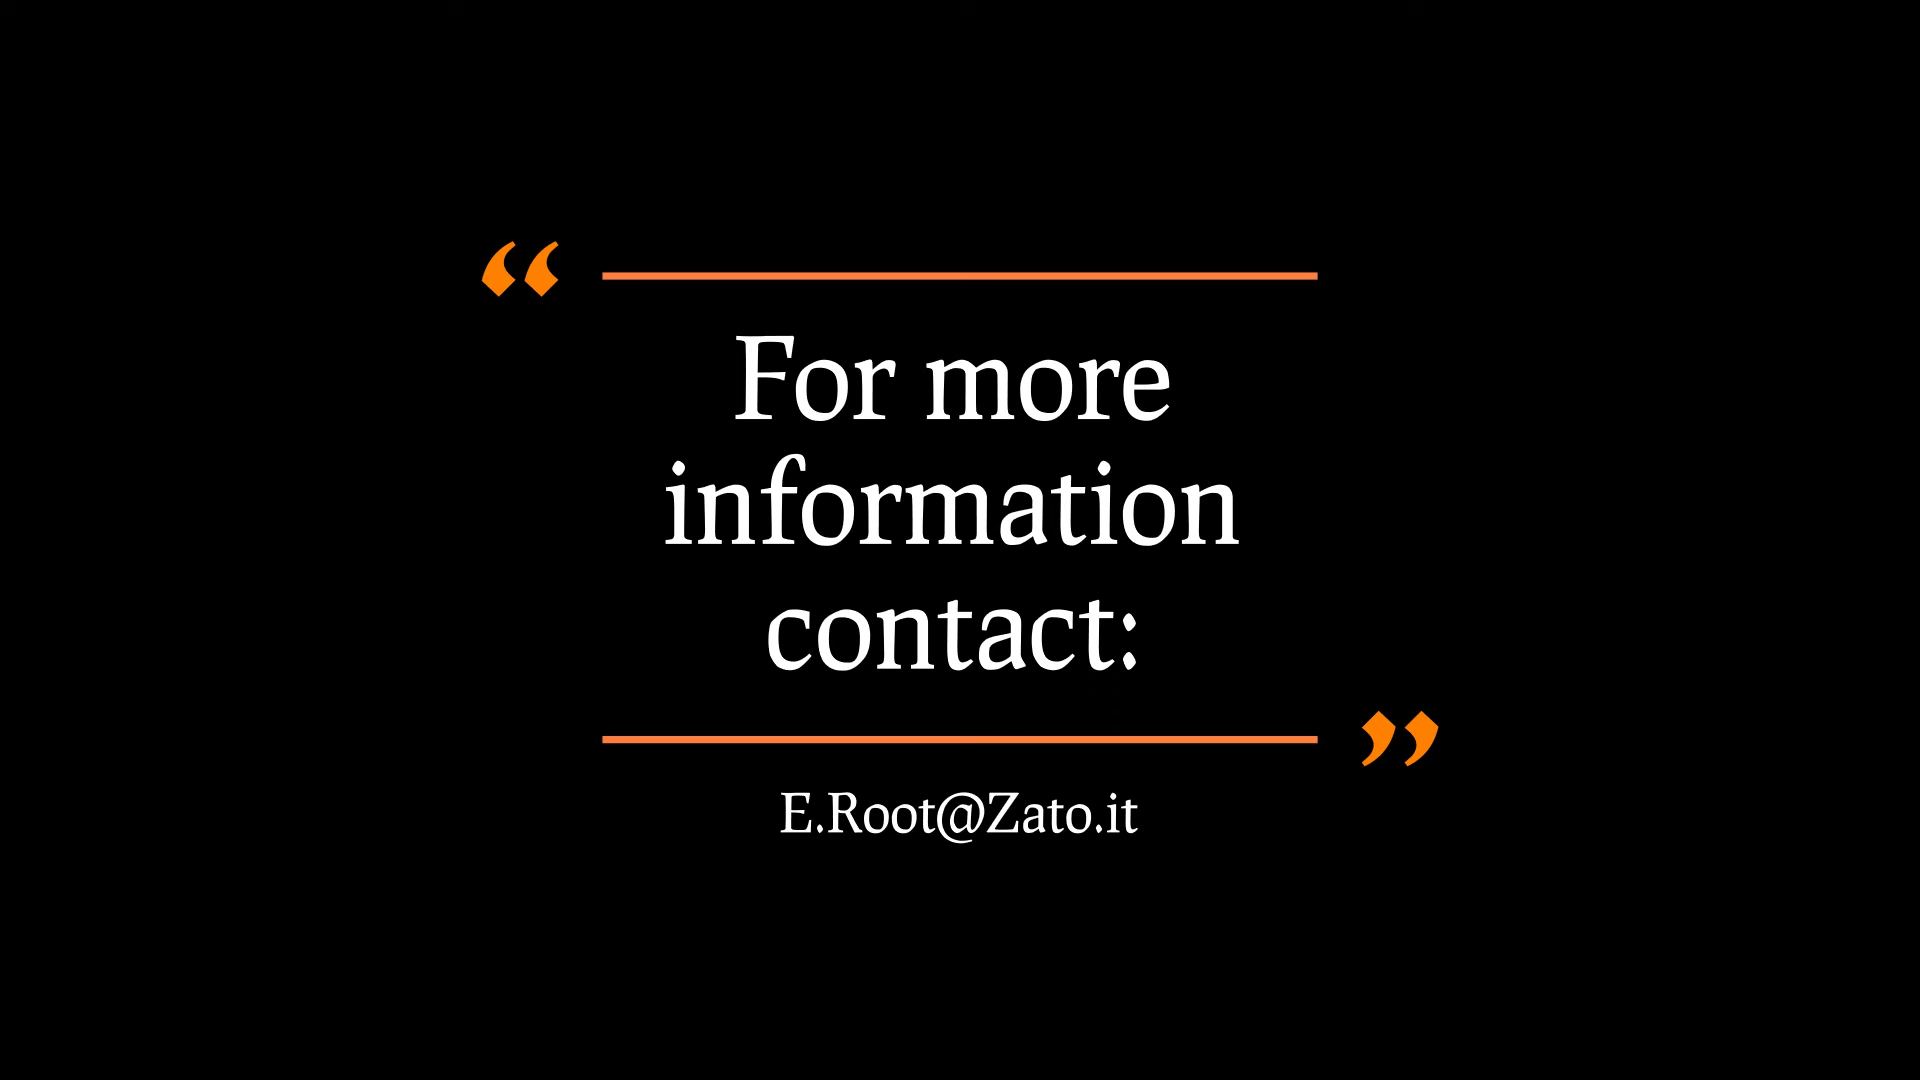 “
For more
information
contact:
”
E.Root@Zato.it